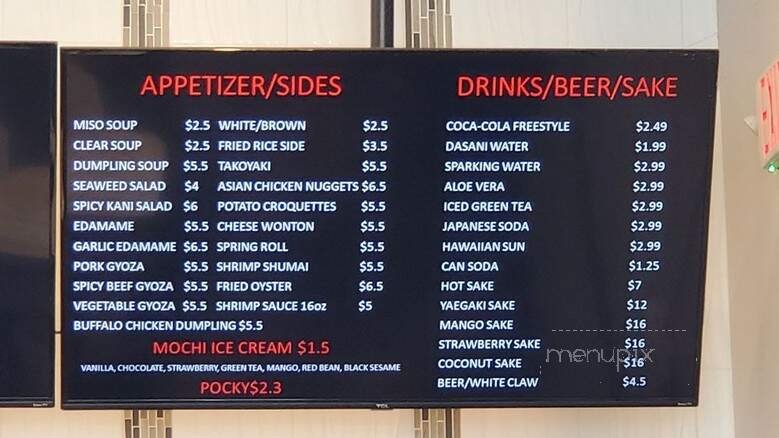 APPETIZER/SIDES
MISO SOUP $2.5 WHITE/BROWN $2.5
CLEAR SOUP $2.5 FRIED RICE SIDE $3.5
DUMPLING SOUP $5.5 TAKOYAKI $5.5
SEAWEED SALAD $4 ASIAN CHICKEN NUGGETS $6.5
SPICY KANI SALAD $6 POTATO CROQUETTES $5.5
EDAMAME $5.5 CHEESE WONTON $5.5
GARLIC EDAMAME $6.5 SPRING ROLL $5.5
PORK GYOZA $5.5 SHRIMP SHUMAI $5.5
SPICY BEEF GYOZA $5.5 FRIED OYSTER $6.5
VEGETABLE GYOZA $5.5 SHRIMP SAUCE 16oz $5
BUFFALO CHICKEN DUMPLING $5.5
MOCHI ICE CREAM $1.5
VANILLA, CHOCOLATE, STRAWBERRY, GREEN TEA, MANGO, RED BEAN, BLACK SESAME
POCKY$2.3
DRINKS/BEER/SAKE
COCA-COLA FREESTYLE $2.49
DASANI WATER $1.99
SPARKING WATER $2.99
ALOE VERA $2.99
ICED GREEN TEA $2.99
JAPANESE SODA $2.99
HAWAIIAN SUN $2.99
CAN SODA $1.25
HOT SAKE $7
YAEGAKI SAKE $12
MANGO SAKE $16
STRAWBERRY SAKE $16
COCONUT SAKE $16
BEER/WHITE CLAW $4.5
menupix
TCL